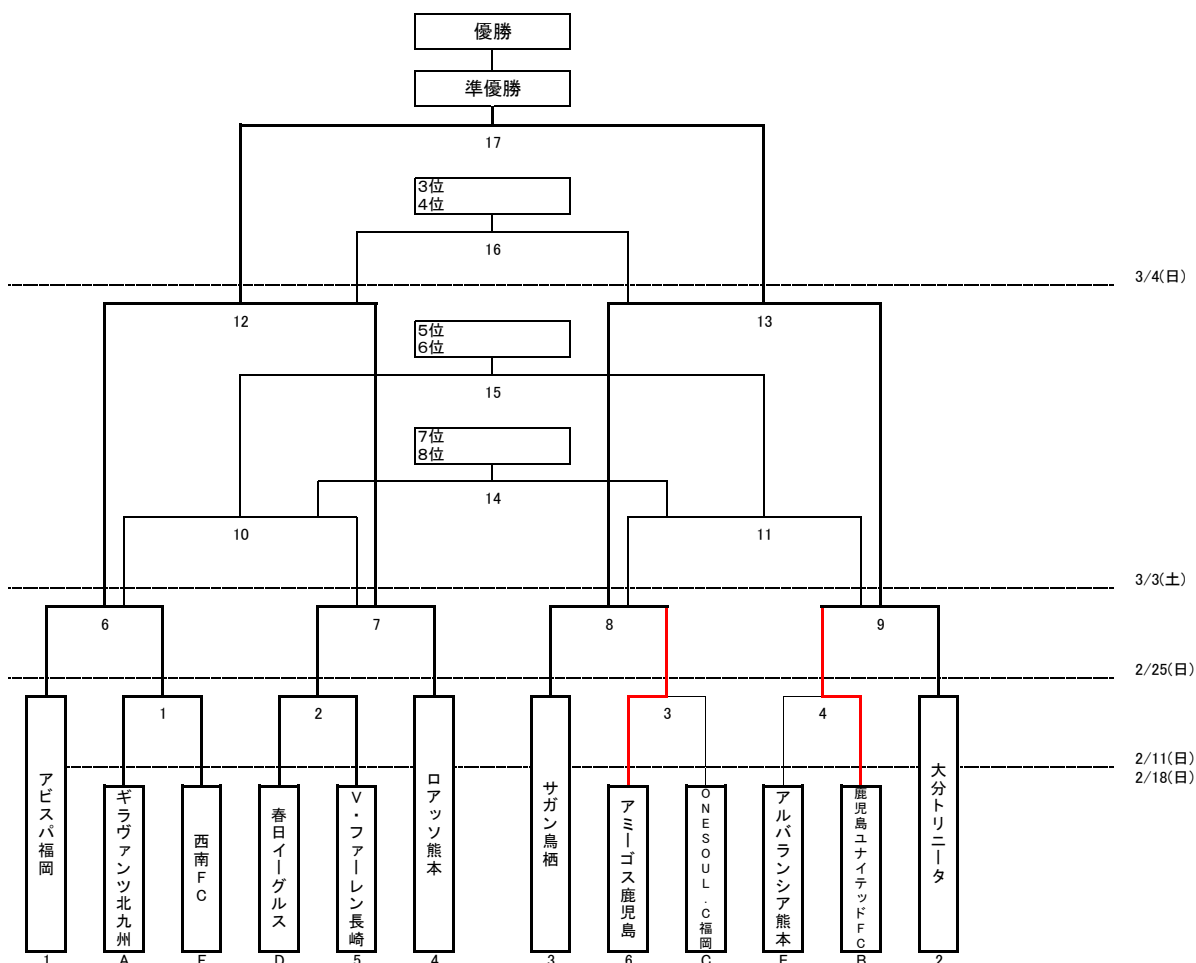 優勝
準優勝
17
3位
4位
16
3/4(日)
12
13
5位
6位
15
7位
8位
14
10
11
3/3(土)
6
7
8
9
2/25(日)
1
2
3
4
2/11(日)
2/18(日)
アビスパ福岡
ギラヴァンツ北九州
西南FC
春日イーグルス
V・ファーレン長崎
ロアッソ熊本
サガン鳥栖
アミーゴス鹿児島
ONESOUL.C福岡
アルバランシア熊本
鹿児島ユナイテッドFC
大分トリニータ
1
A
D
5
4
3
6
C
B
2